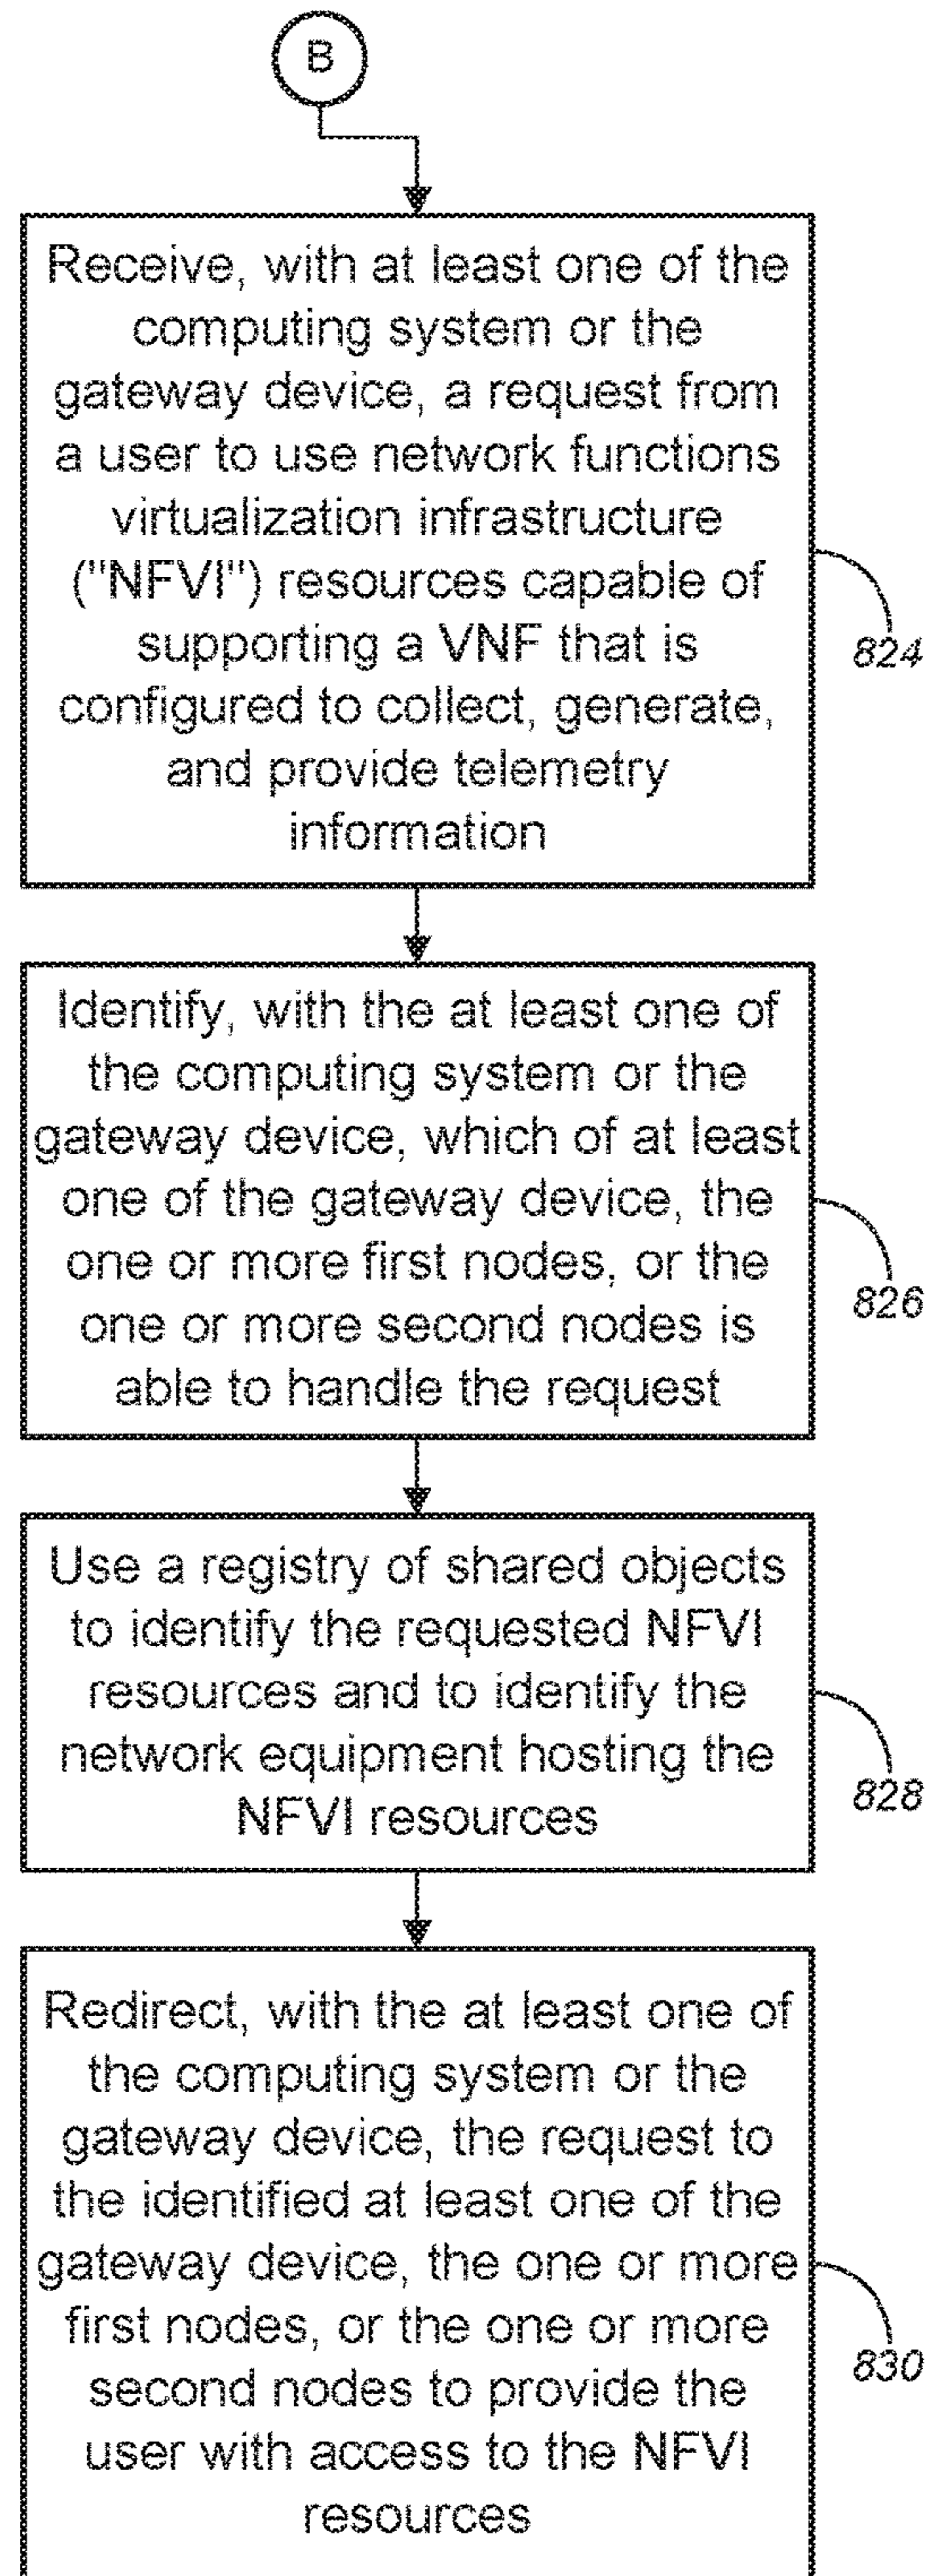 B
Receive, with at least one of the
computing system or the
gateway device, a request from
a user to use network functions
virtualization infrastructure
("NFVI") resources capable of
supporting a VNF that is
configured to collect, generate,
and provide telemetry
information
824
Identify, with the at least one of
the computing system or the
gateway device, which of at least
one of the gateway device, the
one or more first nodes, or the
one or more second nodes is
able to handle the request
826
Use a registry of shared objects
to identify the requested NFVI
resources and to identify the
network equipment hosting the
NFVI resources
828
Redirect, with the at least one of
the computing system or the
gateway device, the request to
the identified at least one of the
gateway device, the one or more
first nodes, or the one or more
second nodes to provide the
user with access to the NFVI
resources
830